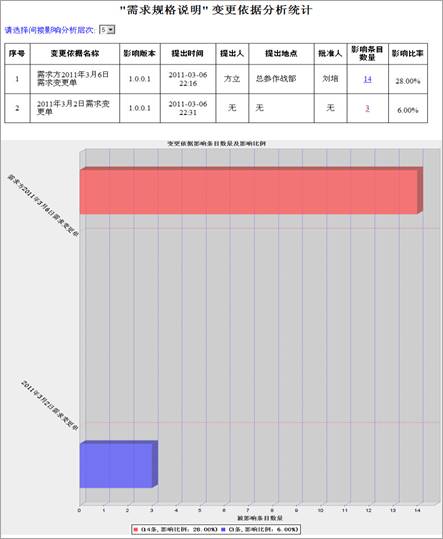 "需求规格说明" 变更依据分析统计
请选择间接影响分析层次: 5
序号 变更依据名称 影响版本 提出时间 提出人 提出地点 批准人 影响条目数量 影响比率
1 需求方2011年3月6日需求变更单 1.0.0.1 2011-03-06 22:16 方立 总参作战部 刘培 14 28.00%
2 2011年3月2日需求变更单 1.0.0.1 2011-03-06 22:31 无 无 无 3 6.00%
变更依据影响条目数量及影响比例
需求方2011年3月6日需求变更单
2011年3月2日需求变更单
0 1 2 3 4 5 6 7 8 9 10 11 12 13 14
被影响条目数量
(14条,影响比例: 28.00%) (3条,影响比例: 6.00%)